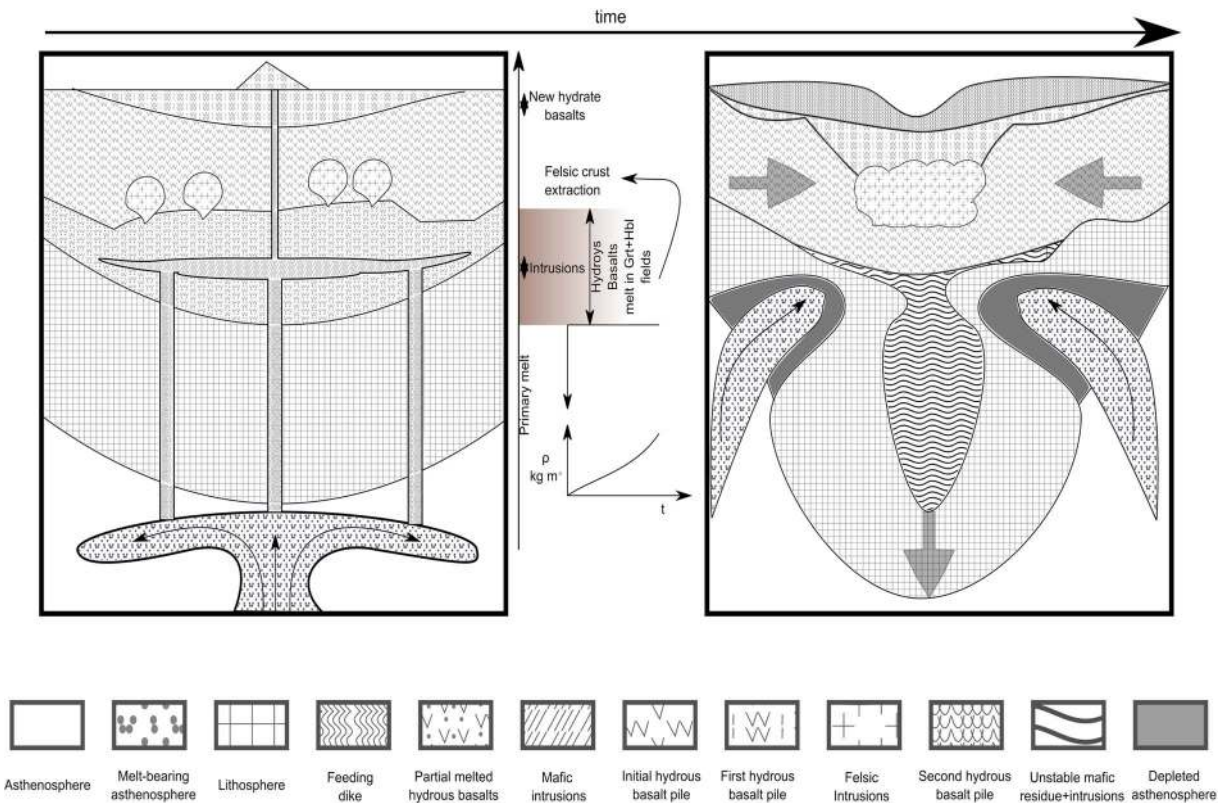 time
New hydrate
basalts
Felsic crust
extraction
Intrusions
Hydroys
Basalts
melt in Grt+Hbl
fields
Primary melt
ρ
t
Asthenosphere
Melt-bearing
asthenosphere
Lithosphere
Feeding
dike
Partial melted
hydrous basalts
Mafic
intrusions
Initial hydrous
basalt pile
First hydrous
basalt pile
Felsic
Intrusions
Second hydrous
basalt pile
Unstable mafic
residue+intrusions
Depleted
asthenosphere